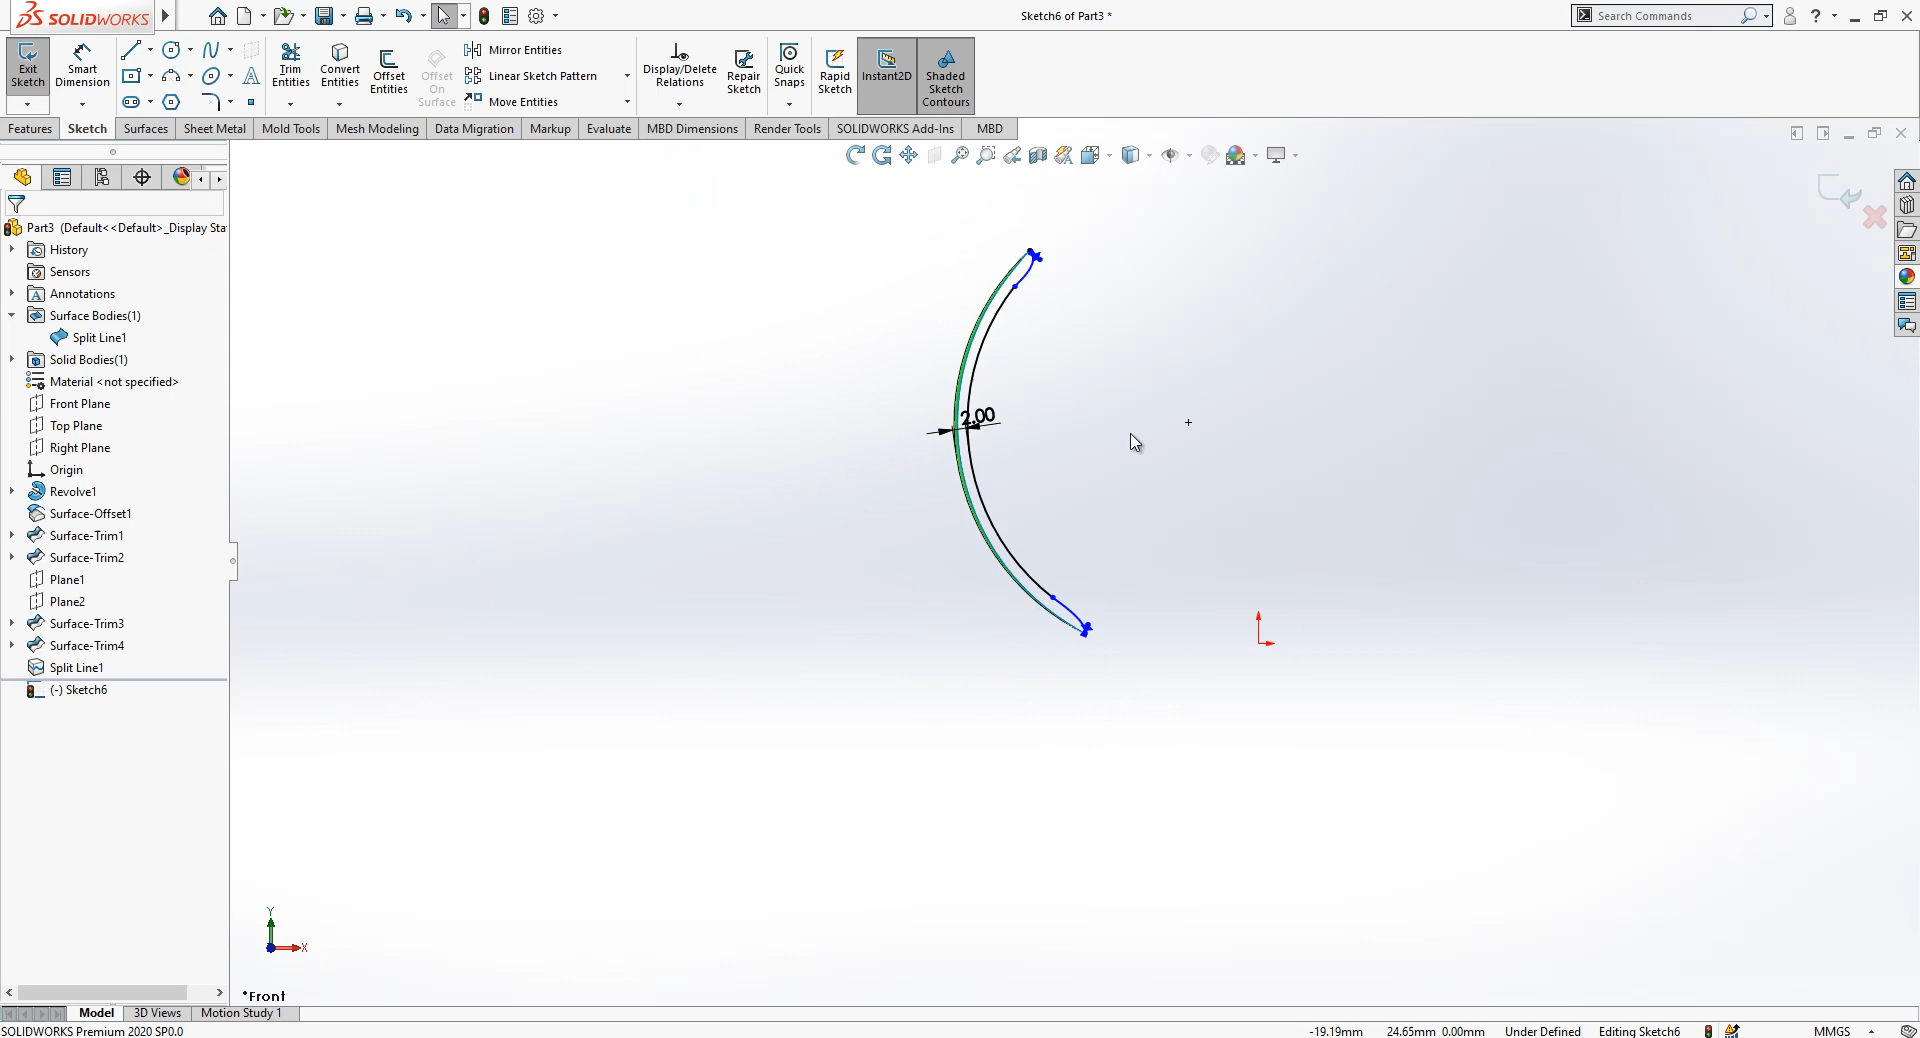 SOLIDWORKS
Sketch6 of Part3 *
Search Commands
Exit Sketch
Smart Dimension
Trim Entities
Convert Entities
Offset Entities
Offset On Surface
Mirror Entities
Linear Sketch Pattern
Move Entities
Display/Delete Relations
Repair Sketch
Quick Snaps
Rapid Sketch
Instant2D
Shaded Sketch Contours
Features
Sketch
Surfaces
Sheet Metal
Mold Tools
Mesh Modeling
Data Migration
Markup
Evaluate
MBD Dimensions
Render Tools
SOLIDWORKS Add-Ins
MBD
Part3 (Default<<Default>_Display Sta
History
Sensors
Annotations
Surface Bodies(1)
Split Line1
Solid Bodies(1)
Material <not specified>
Front Plane
Top Plane
Right Plane
Origin
Revolve1
Surface-Offset1
Surface-Trim1
Surface-Trim2
Plane1
Plane2
Surface-Trim3
Surface-Trim4
Split Line1
(-) Sketch6
2.00
Y
X
*Front
Model
3D Views
Motion Study 1
SOLIDWORKS Premium 2020 SP0.0
-19.19mm
24.65mm
0.00mm
Under Defined
Editing Sketch6
MMGS